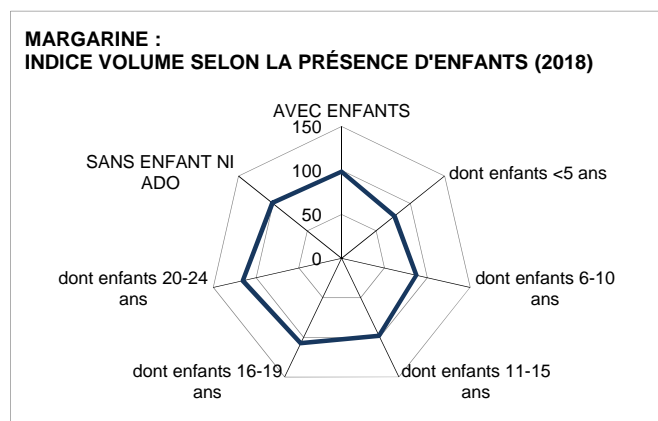 MARGARINE :
INDICE VOLUME SELON LA PRÉSENCE D'ENFANTS (2018)
AVEC ENFANTS
150
100
50
0
dont enfants <5 ans
dont enfants 6-10
ans
dont enfants 11-15
ans
dont enfants 16-19
ans
dont enfants 20-24
ans
SANS ENFANT NI
ADO